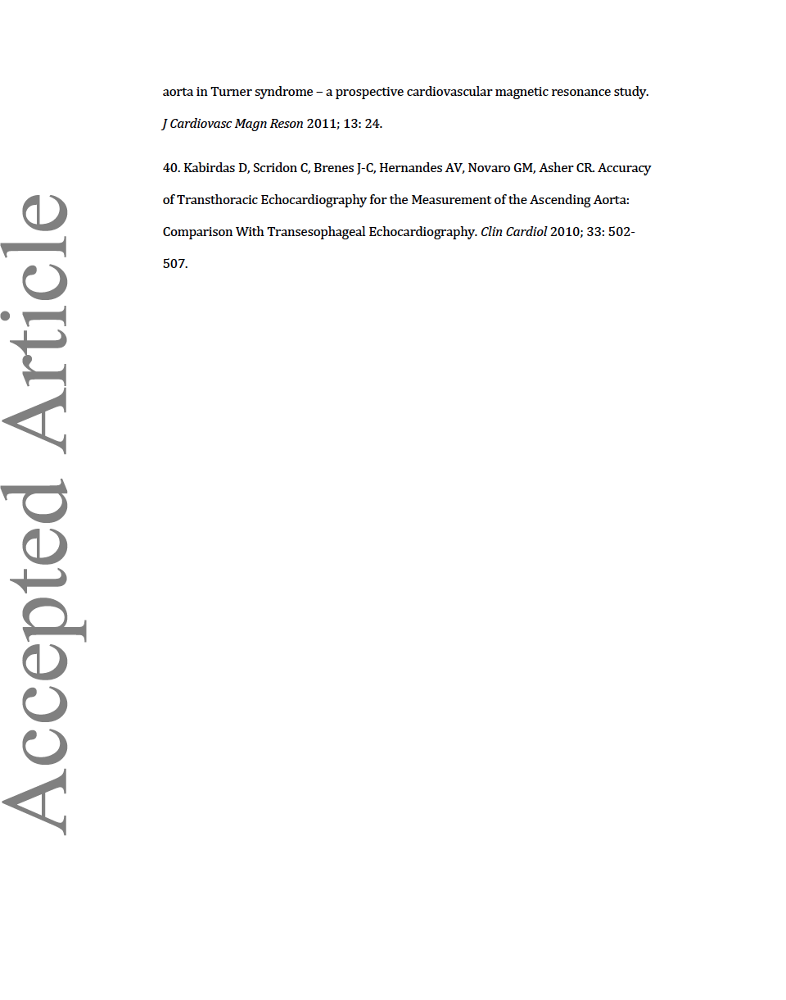 aorta in Turner syndrome – a prospective cardiovascular magnetic resonance study.
J Cardiovasc Magn Reson 2011; 13: 24.
40. Kabirdas D, Scridon C, Brenes J-C, Hernandes AV, Novaro GM, Asher CR. Accuracy
of Transthoracic Echocardiography for the Measurement of the Ascending Aorta:
Comparison With Transesophageal Echocardiography. Clin Cardiol 2010; 33: 502-
507.
Accepted Article